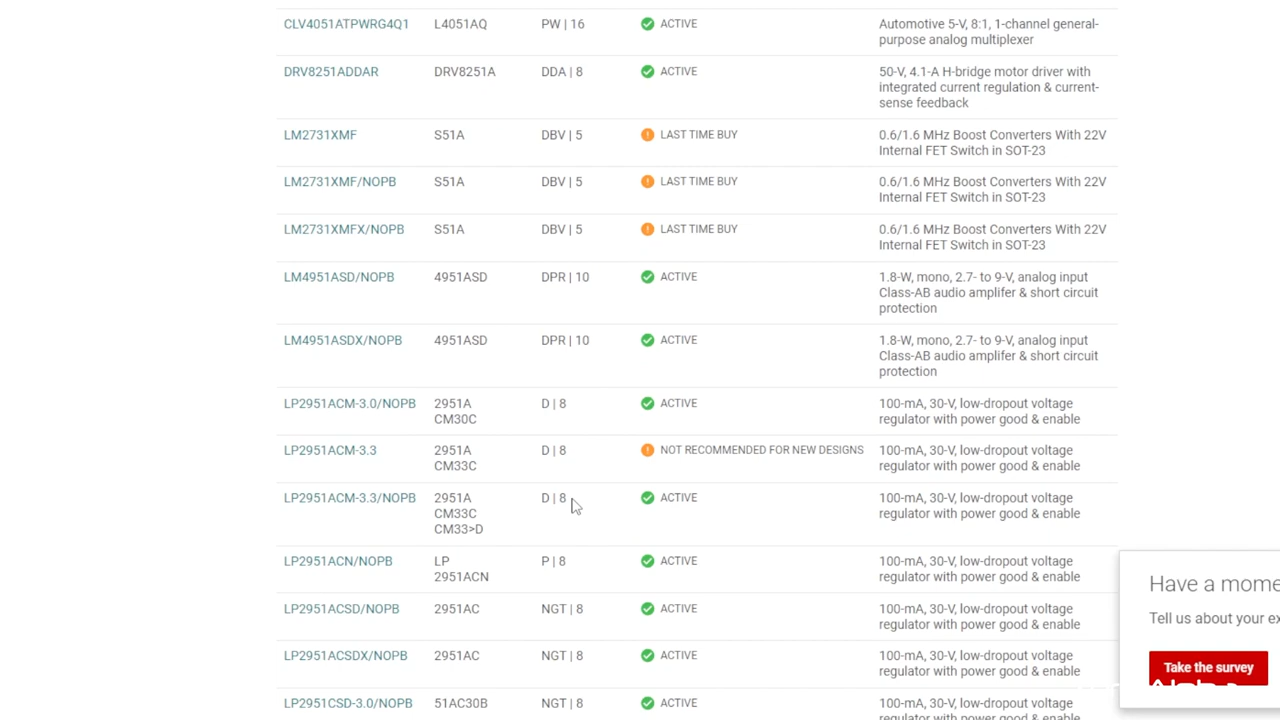 CLV4051ATPWRG4Q1 L4051AQ PW | 16 ACTIVE Automotive 5-V, 8:1, 1-channel general-
purpose analog multiplexer
DRV8251ADDAR DRV8251A DDA | 8 ACTIVE 50-V, 4.1-A H-bridge motor driver with
integrated current regulation & current-
sense feedback
LM2731XMF S51A DBV | 5 LAST TIME BUY 0.6/1.6 MHz Boost Converters With 22V
Internal FET Switch in SOT-23
LM2731XMF/NOPB S51A DBV | 5 LAST TIME BUY 0.6/1.6 MHz Boost Converters With 22V
Internal FET Switch in SOT-23
LM2731XMFX/NOPB S51A DBV | 5 LAST TIME BUY 0.6/1.6 MHz Boost Converters With 22V
Internal FET Switch in SOT-23
LM4951ASD/NOPB 4951ASD DPR | 10 ACTIVE 1.8-W, mono, 2.7- to 9-V, analog input
Class-AB audio amplifer & short circuit
protection
LM4951ASDX/NOPB 4951ASD DPR | 10 ACTIVE 1.8-W, mono, 2.7- to 9-V, analog input
Class-AB audio amplifer & short circuit
protection
LP2951ACM-3.0/NOPB 2951A D | 8 ACTIVE 100-mA, 30-V, low-dropout voltage
CM30C regulator with power good & enable
LP2951ACM-3.3 2951A D | 8 NOT RECOMMENDED FOR NEW DESIGNS 100-mA, 30-V, low-dropout voltage
CM33C regulator with power good & enable
LP2951ACM-3.3/NOPB 2951A D | 8 ACTIVE 100-mA, 30-V, low-dropout voltage
CM33C regulator with power good & enable
CM33>D
LP2951ACN/NOPB LP P | 8 ACTIVE 100-mA, 30-V, low-dropout voltage
2951ACN regulator with power good & enable
LP2951ACSD/NOPB 2951AC NGT | 8 ACTIVE 100-mA, 30-V, low-dropout voltage
regulator with power good & enable
LP2951ACSDX/NOPB 2951AC NGT | 8 ACTIVE 100-mA, 30-V, low-dropout voltage
regulator with power good & enable
LP2951CSD-3.0/NOPB 51AC30B NGT | 8 ACTIVE 100-mA, 30-V, low-dropout voltage
regulator with power good & enable
Have a mome
Tell us about your ex
Take the survey